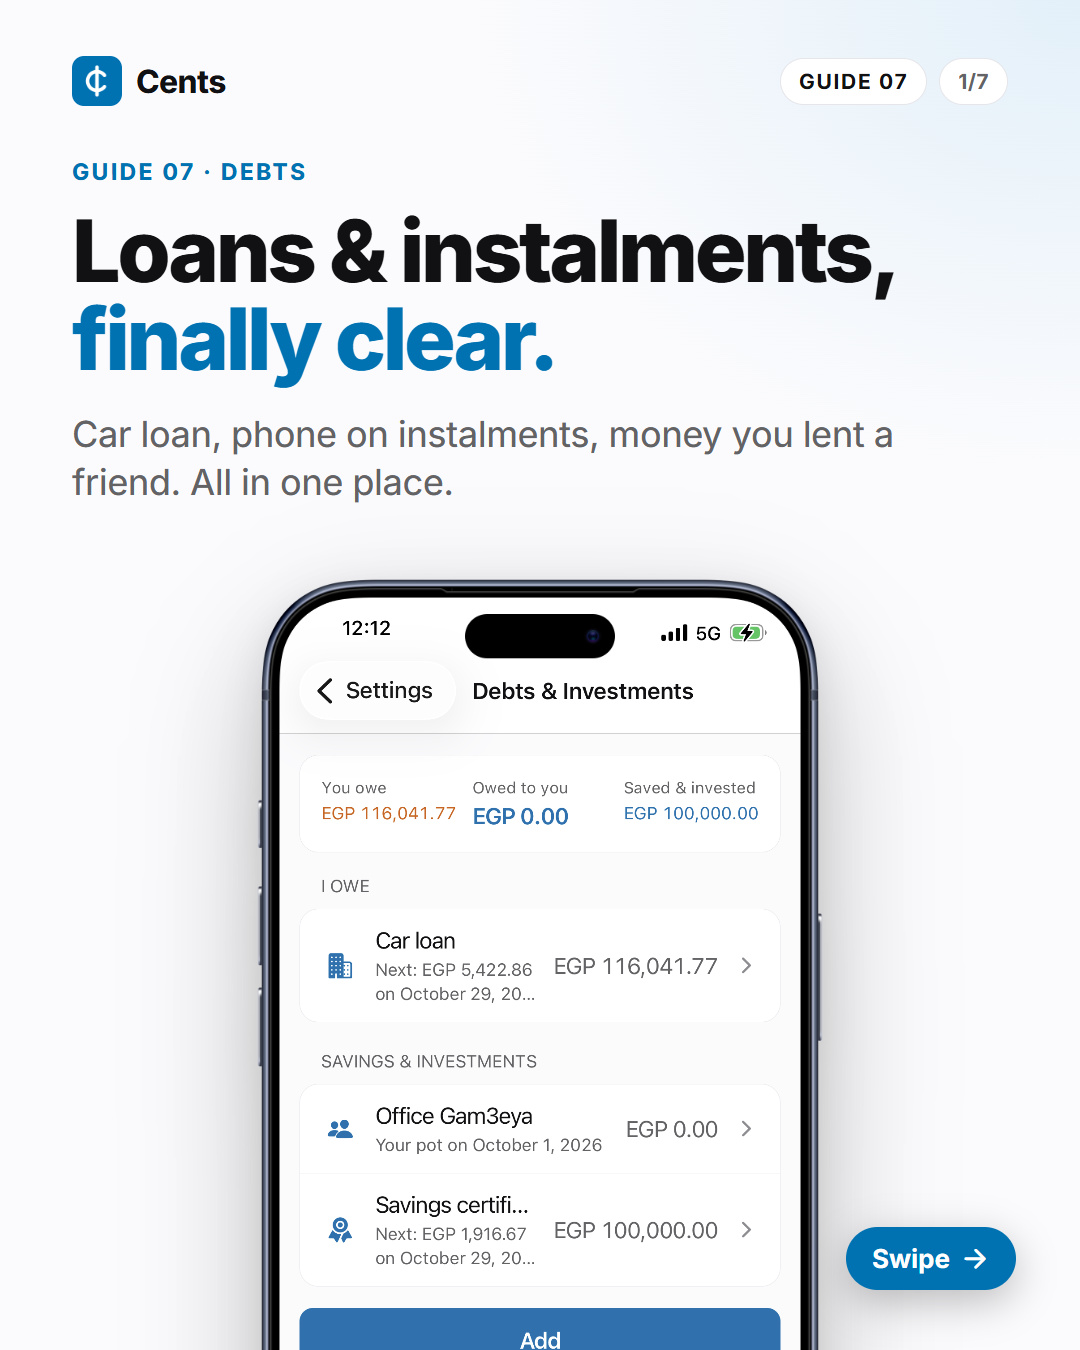 Cents
GUIDE 07
1/7
GUIDE 07 · DEBTS
Loans & instalments,
finally clear.
Car loan, phone on instalments, money you lent a
friend. All in one place.
12:12
5G
Settings
Debts & Investments
You owe
EGP 116,041.77
Owed to you
EGP 0.00
Saved & invested
EGP 100,000.00
I OWE
Car loan
Next: EGP 5,422.86
on October 29, 20...
EGP 116,041.77
SAVINGS & INVESTMENTS
Office Gam3eya
Your pot on October 1, 2026
EGP 0.00
Savings certifi...
Next: EGP 1,916.67
on October 29, 20...
EGP 100,000.00
Swipe →
Add